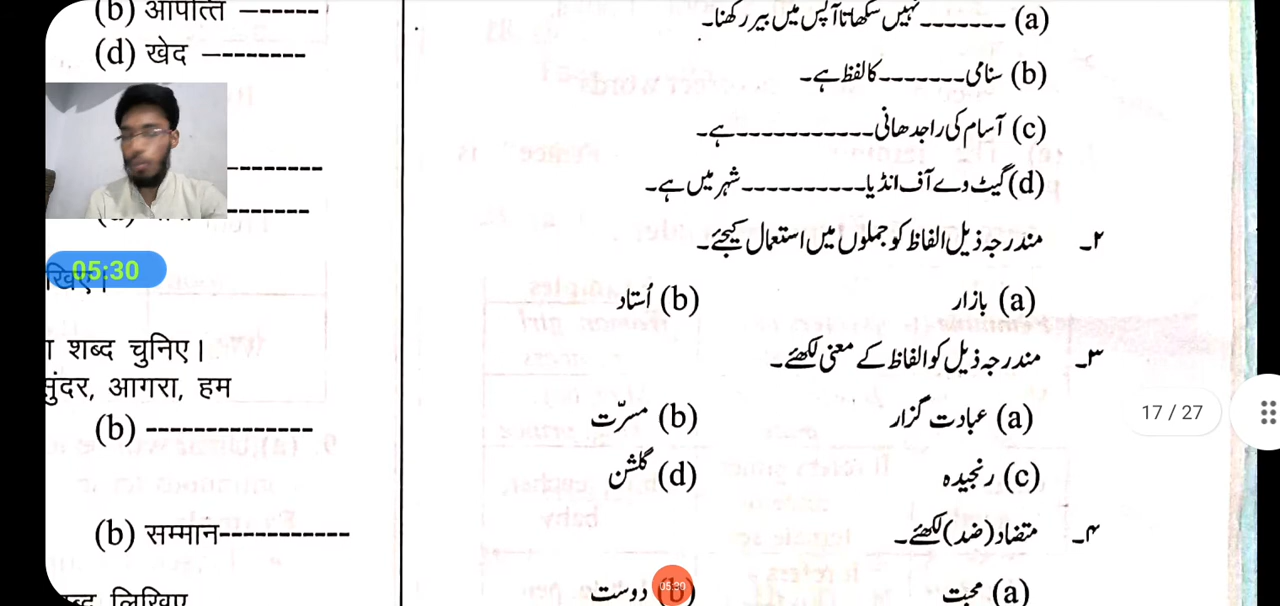 (b) आपत्ति –------
(d) खेद –--------
---------
--------
05:30
खिए।
शब्द चुनिए।
सुंदर, आगरा, हम
(b) --------------
(b) सम्मान-----------
लिखिए
(a) ۔۔۔۔۔۔۔نہیں سکھاتا آپس میں بیر رکھنا۔
(b) سنامی۔۔۔۔۔۔۔کا لفظ ہے۔
(c) آسام کی راجدھانی۔۔۔۔۔۔۔۔۔۔۔ہے۔
(d) گیٹ وے آف انڈیا۔۔۔۔۔۔۔۔۔۔شہر میں ہے۔
۲۔ مندرجہ ذیل الفاظ کو جملوں میں استعمال کیجئے۔
(a) بازار (b) اُستاد
۳۔ مندرجہ ذیل کو الفاظ کے معنی لکھئے۔
(a) عبادت گزار (b) مسرّت
(c) رنجیدہ (d) گلشن
۴۔ متضاد (ضد) لکھئے۔
(a) محبت (b) دوست
17 / 27
05:30